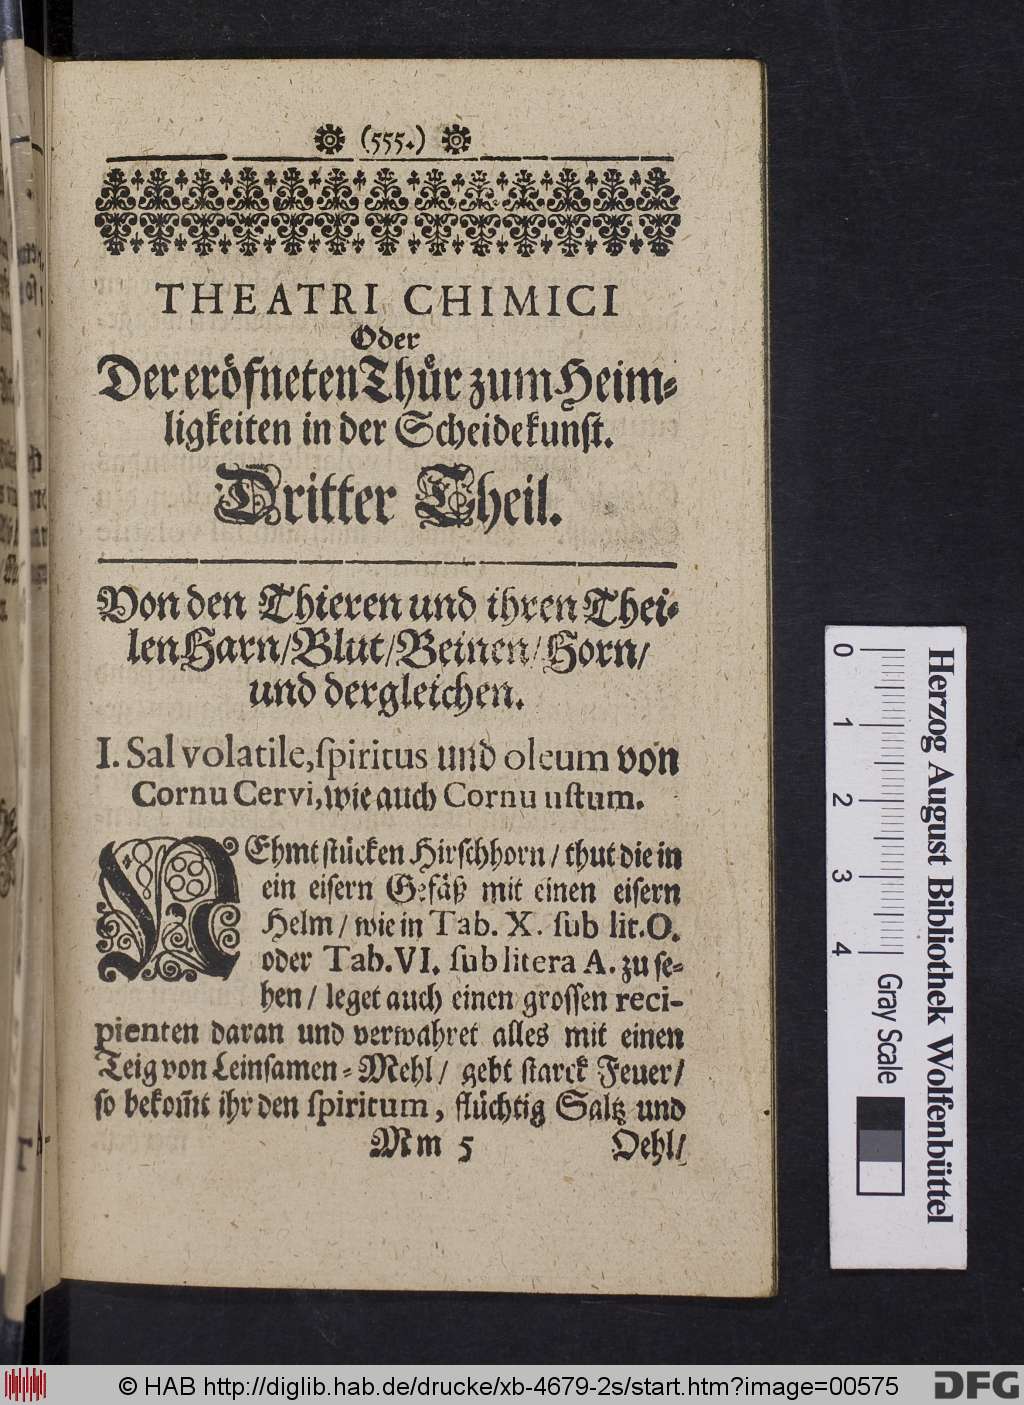 (555.)
THEATRI CHIMICI
Oder
Der eröfneten Thür zum Heim⸗
ligkeiten in der Scheidekunst.
Dritter Theil.
Von den Thieren und ihren Thei⸗
len Harn/Blut/Beinen/Horn/
und dergleichen.
I. Sal volatile, spiritus und oleum von
Cornu Cervi, wie auch Cornu ustum.
NEhmt stücken Hirschhorn / thut die in
ein eisern Gefäß mit einen eisern
Helm / wie in Tab. X. sub lit. O.
oder Tab. VI. sub litera A. zu se⸗
hen / leget auch einen grossen reci-
pienten daran und verwahret alles mit einen
Teig von Leinsamen⸗Mehl / gebt starck Feuer /
so bekom̃t ihr den spiritum, flüchtig Saltz und
Mm 5 Oehl/
Herzog August Bibliothek Wolfenbüttel
0 1 2 3 4
Gray Scale
© HAB http://diglib.hab.de/drucke/xb-4679-2s/start.htm?image=00575
DFG